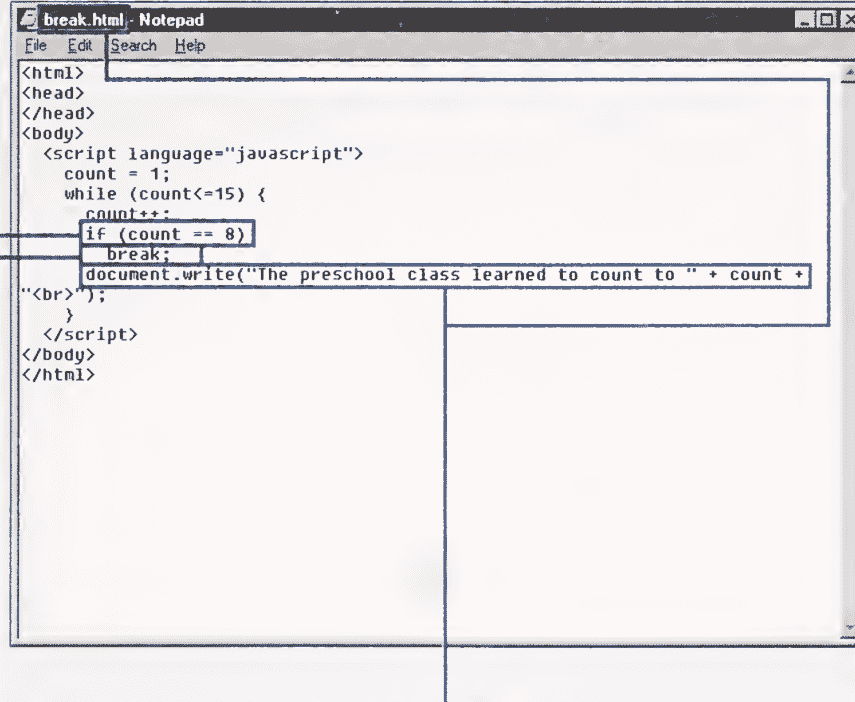 break.html - Notepad
File Edit Search Help
<html>
<head>
</head>
<body>
<script language="javascript">
count = 1;
while (count<=15) {
count++;
if (count == 8)
break;
document.write("The preschool class learned to count to " + count +
"<br>");
}
</script>
</body>
</html>